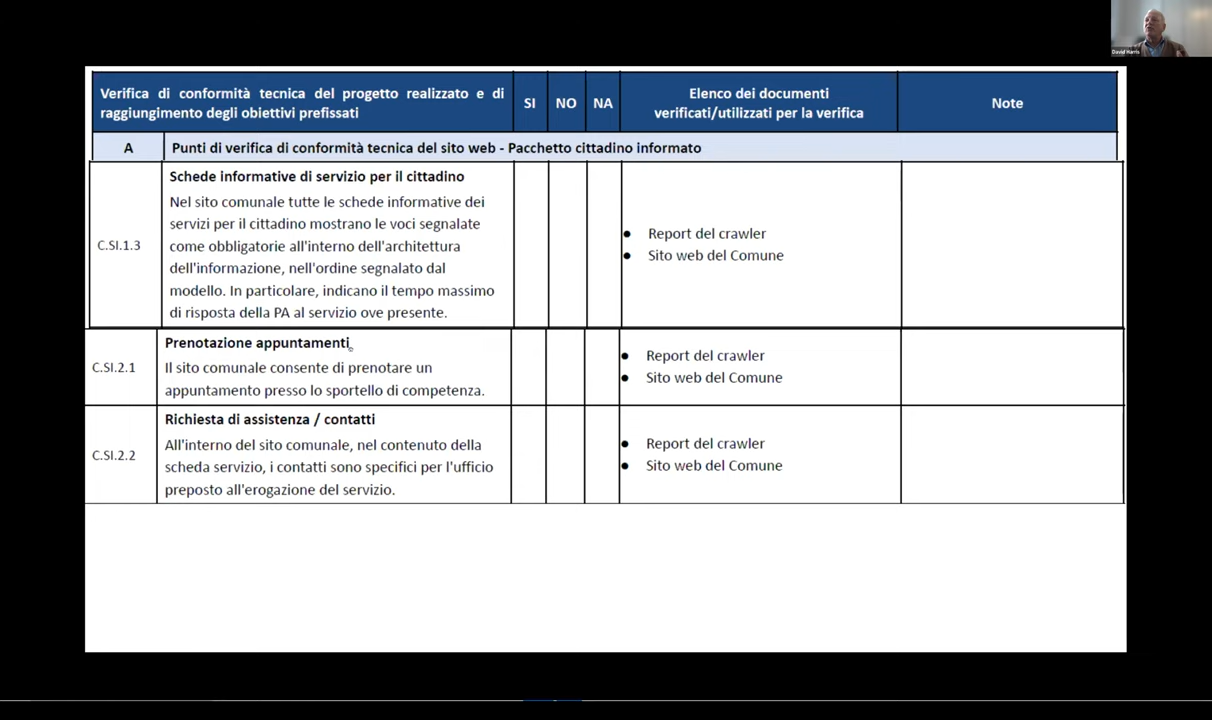 David Harris
Verifica di conformità tecnica del progetto realizzato e di
raggiungimento degli obiettivi prefissati
SI
NO
NA
Elenco dei documenti
verificati/utilizzati per la verifica
Note
A
Punti di verifica di conformità tecnica del sito web - Pacchetto cittadino informato
C.SI.1.3
Schede informative di servizio per il cittadino
Nel sito comunale tutte le schede informative dei
servizi per il cittadino mostrano le voci segnalate
come obbligatorie all'interno dell'architettura
dell'informazione, nell'ordine segnalato dal
modello. In particolare, indicano il tempo massimo
di risposta della PA al servizio ove presente.
● Report del crawler
● Sito web del Comune
C.SI.2.1
Prenotazione appuntamenti
Il sito comunale consente di prenotare un
appuntamento presso lo sportello di competenza.
● Report del crawler
● Sito web del Comune
C.SI.2.2
Richiesta di assistenza / contatti
All'interno del sito comunale, nel contenuto della
scheda servizio, i contatti sono specifici per l'ufficio
preposto all'erogazione del servizio.
● Report del crawler
● Sito web del Comune